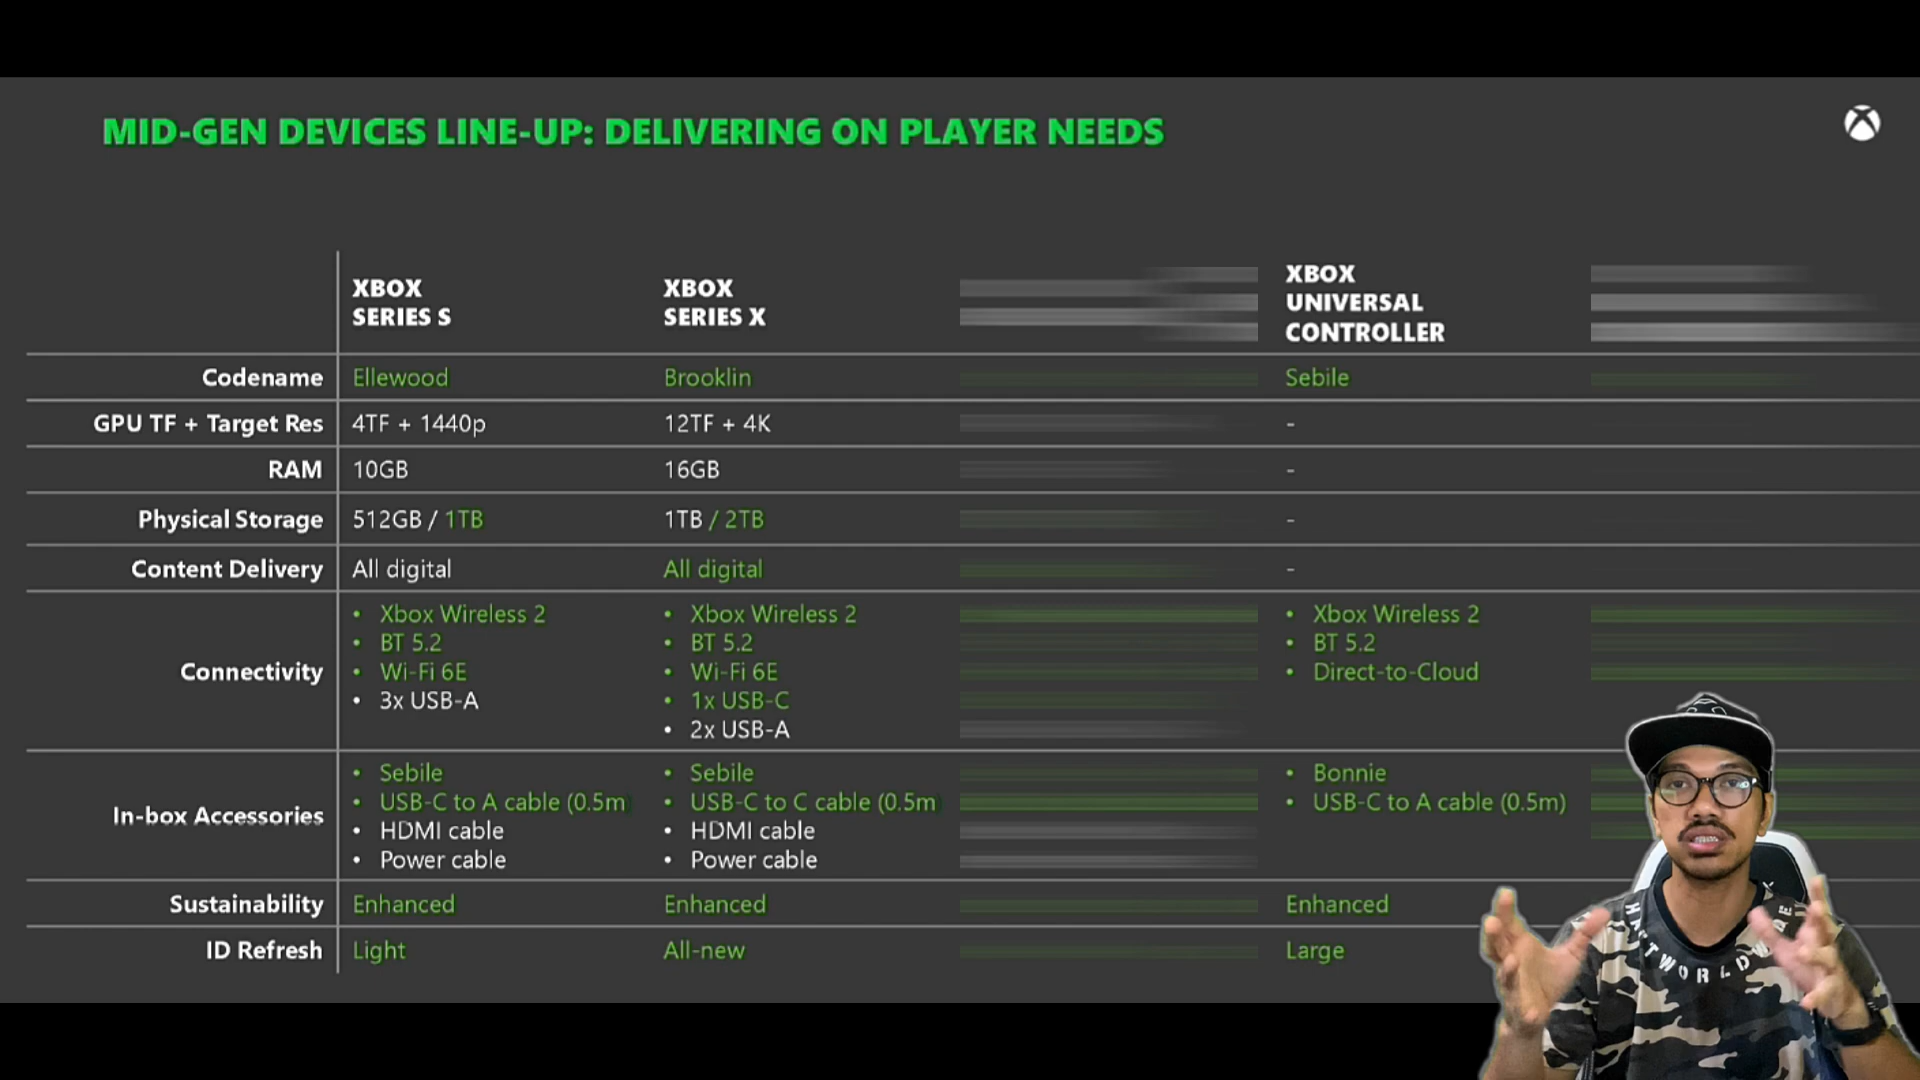 MID-GEN DEVICES LINE-UP: DELIVERING ON PLAYER NEEDS
XBOX
SERIES S
XBOX
SERIES X
XBOX
UNIVERSAL
CONTROLLER
Codename Ellewood Brooklin Sebile
GPU TF + Target Res 4TF + 1440p 12TF + 4K -
RAM 10GB 16GB -
Physical Storage 512GB / 1TB 1TB / 2TB -
Content Delivery All digital All digital -
Connectivity
• Xbox Wireless 2
• BT 5.2
• Wi-Fi 6E
• 3x USB-A
• Xbox Wireless 2
• BT 5.2
• Wi-Fi 6E
• 1x USB-C
• 2x USB-A
• Xbox Wireless 2
• BT 5.2
• Direct-to-Cloud
In-box Accessories
• Sebile
• USB-C to A cable (0.5m
• HDMI cable
• Power cable
• Sebile
• USB-C to C cable (0.5m
• HDMI cable
• Power cable
• Bonnie
• USB-C to A cable (0.5m)
Sustainability Enhanced Enhanced Enhanced
ID Refresh Light All-new Large